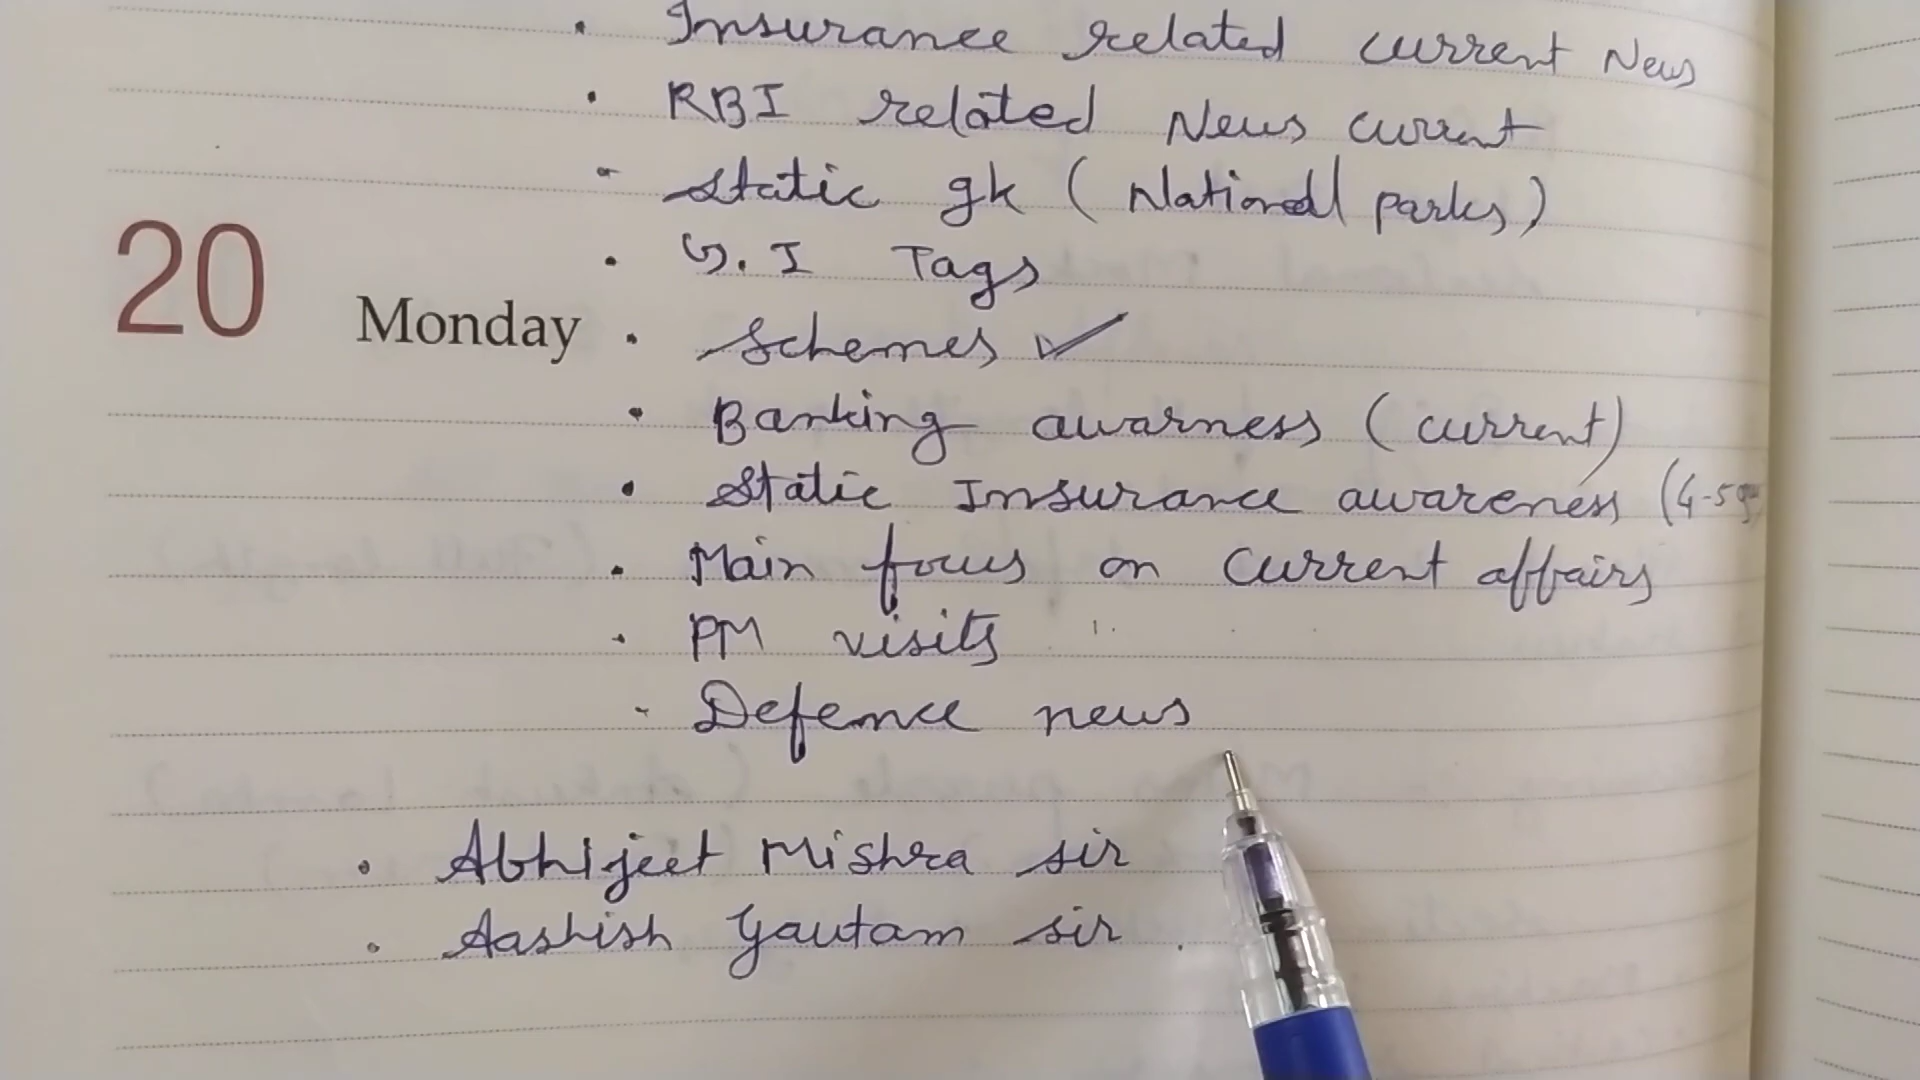 • Insurance related current News
• RBI related News current
- Static gk (National parks)
• G.I Tags
20 Monday • Schemes ✓
• Banking awarness (current)
• Static Insurance awareness (4-5
• Main focus on current affairs
• PM visits
- Defence news
• Abhijeet Mishra sir
• Aashish Gautam sir